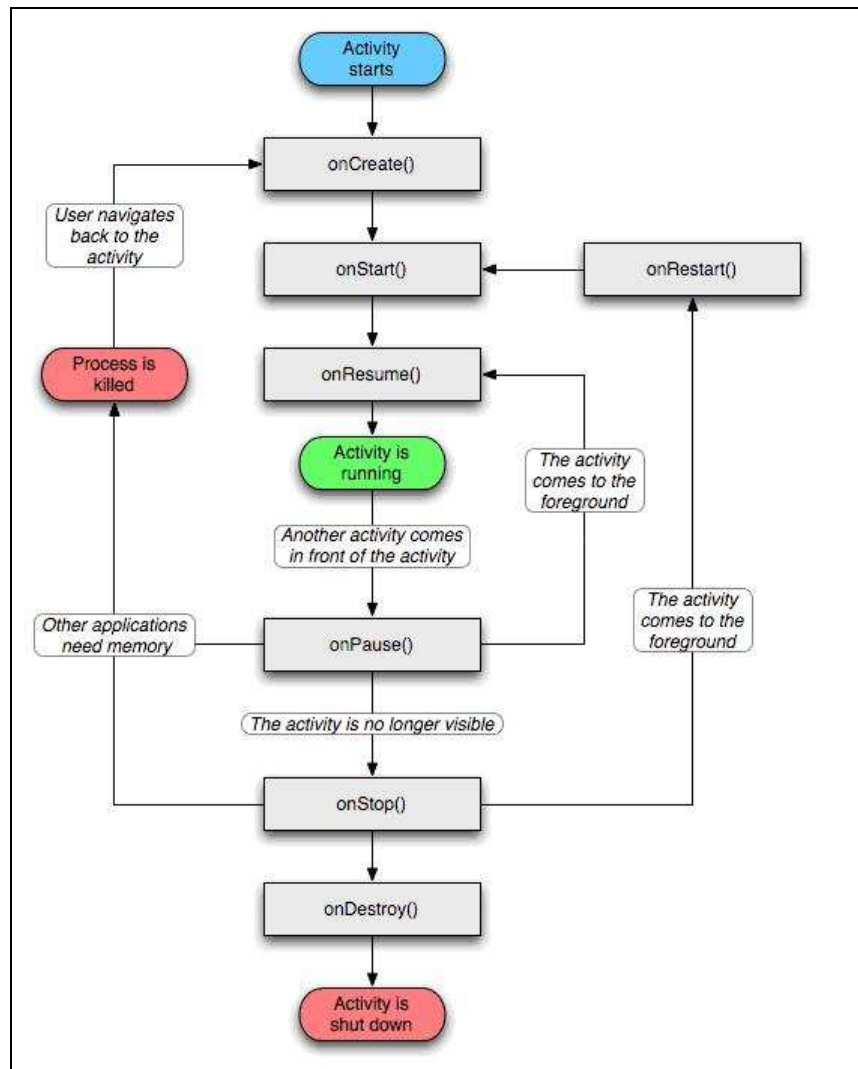 Activity
starts
onCreate()
User navigates
back to the
activity
onStart()
onRestart()
Process is
killed
onResume()
Activity is
running
The activity
comes to the
foreground
Another activity comes
in front of the activity
The activity
comes to the
foreground
Other applications
need memory
onPause()
The activity is no longer visible
onStop()
onDestroy()
Activity is
shut down